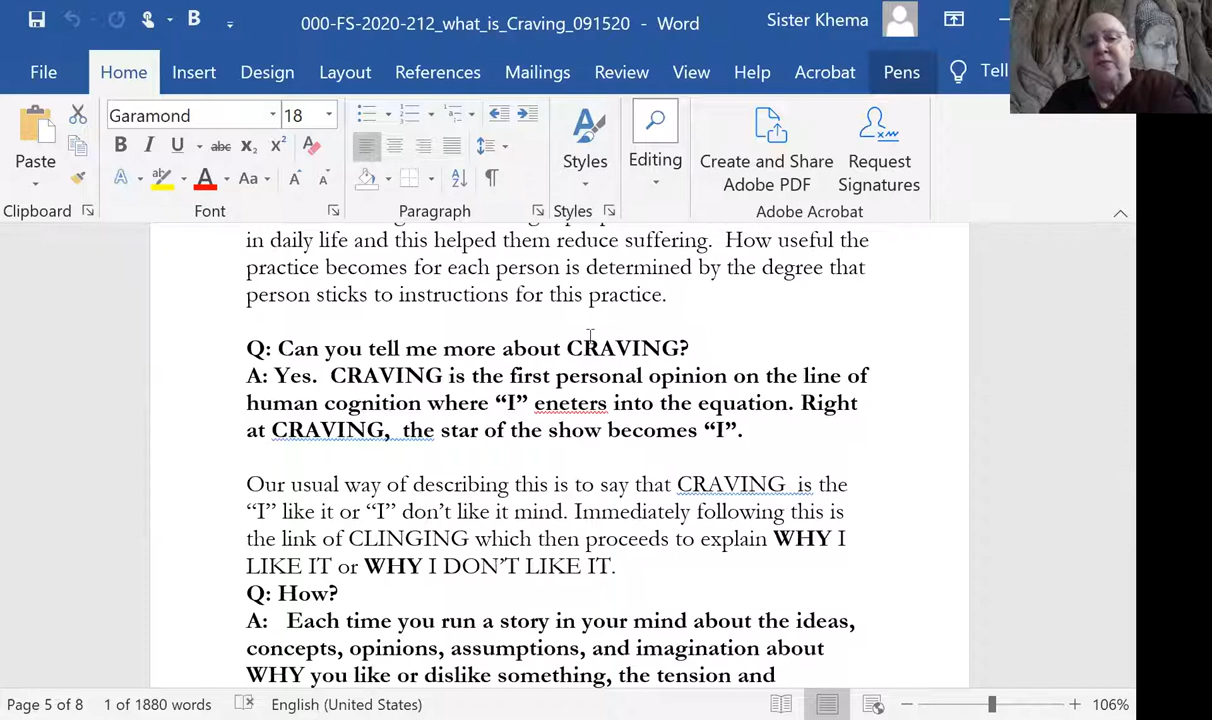 000-FS-2020-212_what_is_Craving_091520 - Word
Sister Khema
File Home Insert Design Layout References Mailings Review View Help Acrobat Pens Tell
Garamond 18
Paste
Styles
Editing
Create and Share Adobe PDF
Request Signatures
Clipboard Font Paragraph Styles Adobe Acrobat
in daily life and this helped them reduce suffering. How useful the
practice becomes for each person is determined by the degree that
person sticks to instructions for this practice.
Q: Can you tell me more about CRAVING?
A: Yes. CRAVING is the first personal opinion on the line of
human cognition where “I” eneters into the equation. Right
at CRAVING, the star of the show becomes “I”.
Our usual way of describing this is to say that CRAVING is the
“I” like it or “I” don’t like it mind. Immediately following this is
the link of CLINGING which then proceeds to explain WHY I
LIKE IT or WHY I DON’T LIKE IT.
Q: How?
A: Each time you run a story in your mind about the ideas,
concepts, opinions, assumptions, and imagination about
WHY you like or dislike something, the tension and
Page 5 of 8 1 of 1880 words English (United States) 106%